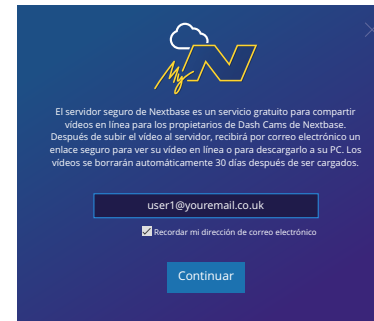 My N
El servidor seguro de Nextbase es un servicio gratuito para compartir
vídeos en línea para los propietarios de Dash Cams de Nextbase.
Después de subir el vídeo al servidor, recibirá por correo electrónico un
enlace seguro para ver su vídeo en línea o para descargarlo a su PC. Los
vídeos se borrarán automáticamente 30 días después de ser cargados.
user1@youremail.co.uk
Recordar mi dirección de correo electrónico
Continuar